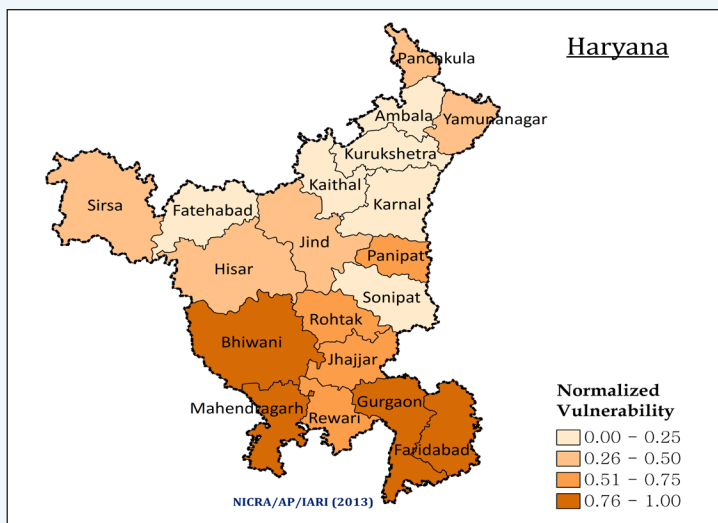 Haryana
Panchkula
Ambala
Yamunanagar
Kurukshetra
Kaithal
Karnal
Sirsa
Fatehabad
Jind
Panipat
Hisar
Sonipat
Rohtak
Bhiwani
Jhajjar
Mahendragarh
Rewari
Gurgaon
Faridabad
Normalized
Vulnerability
0.00 - 0.25
0.26 - 0.50
0.51 - 0.75
0.76 - 1.00
NICRA/AP/IARI (2013)